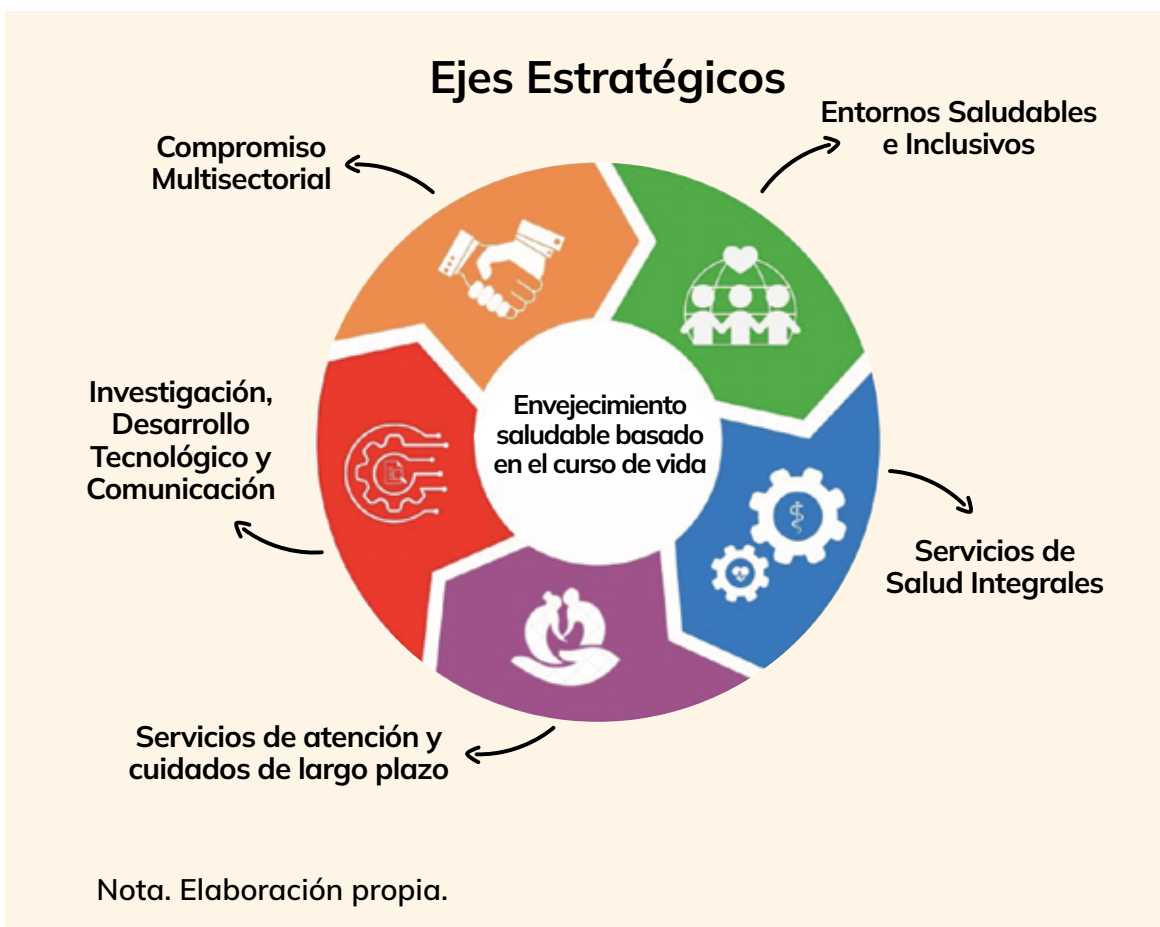 Ejes Estratégicos
Compromiso
Multisectorial
Entornos Saludables
e Inclusivos
Investigación,
Desarrollo
Tecnológico y
Comunicación
Envejecimiento
saludable basado
en el curso de vida
Servicios de
Salud Integrales
Servicios de atención y
cuidados de largo plazo
Nota. Elaboración propia.